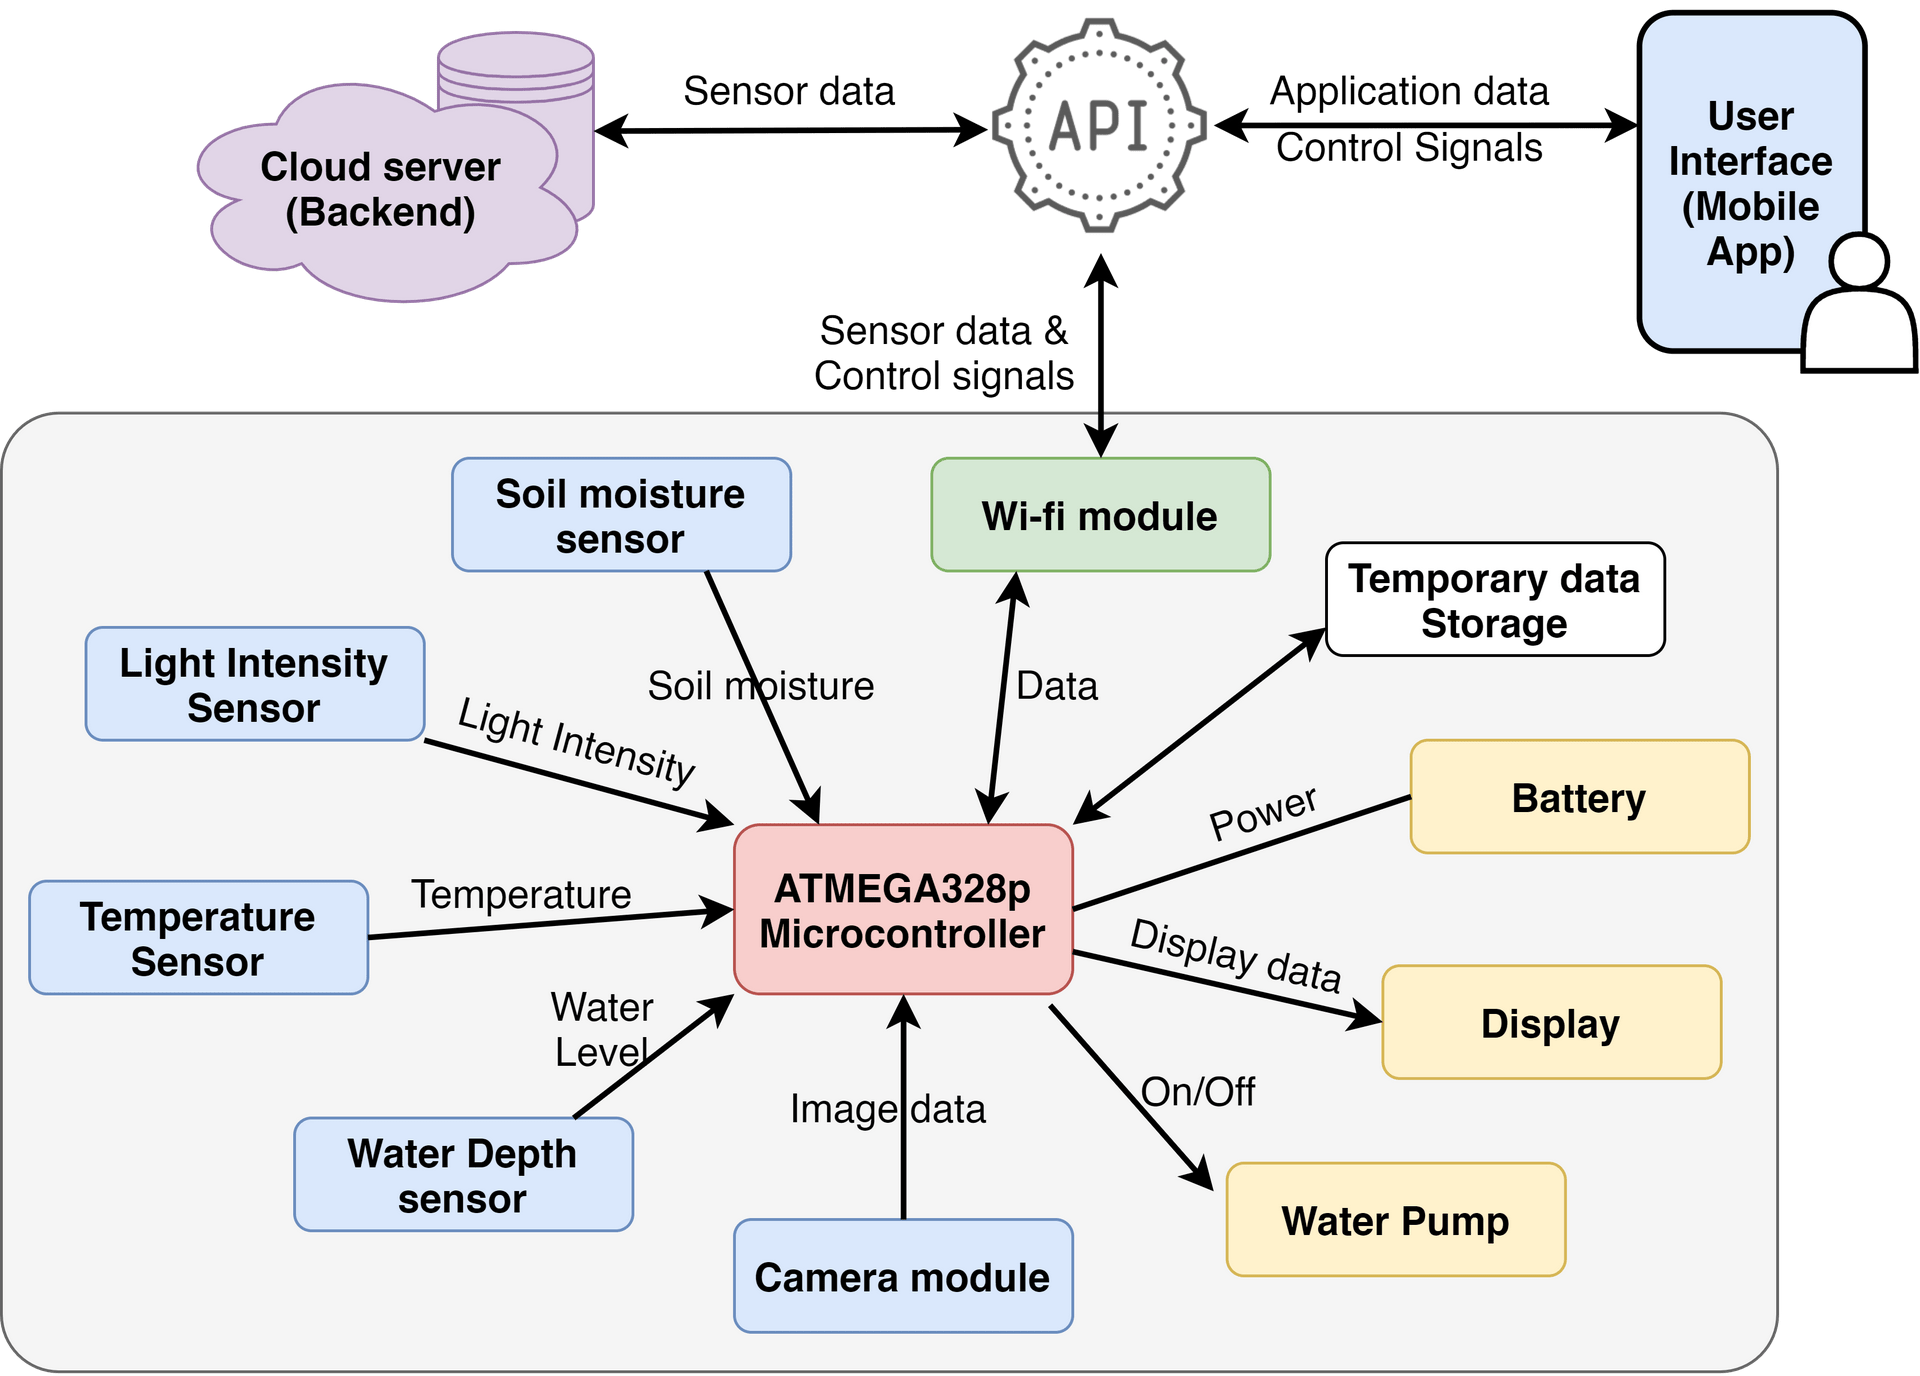 Sensor data
API
Application data
Control Signals
User
Interface
(Mobile
App)
Cloud server
(Backend)
Sensor data &
Control signals
Soil moisture
sensor
Wi-fi module
Temporary data
Storage
Light Intensity
Sensor
Soil moisture
Data
Light Intensity
Battery
Power
ATMEGA328p
Microcontroller
Temperature
Sensor
Temperature
Display data
Display
Water
Level
Image data
On/Off
Water Depth
sensor
Water Pump
Camera module